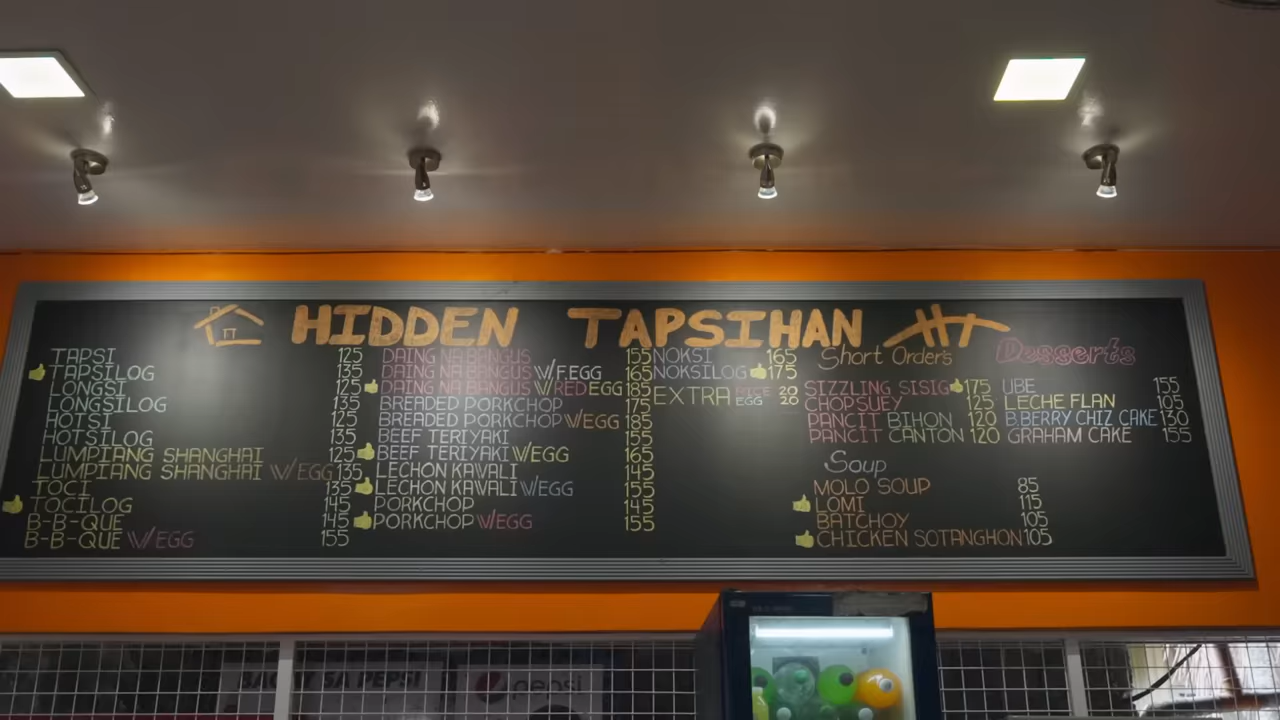 HIDDEN TAPSIHAN
TAPSI 125
TAPSILOG 135
LONGSI 125
LONGSILOG 135
HOTSI 125
HOTSILOG 135
LUMPIANG SHANGHAI 125
LUMPIANG SHANGHAI W/EGG 135
TOCI 135
TOCILOG 145
B-B-QUE 145
B-B-QUE W/EGG 155
DAING NA BANGUS 155
DAING NA BANGUS W/F.EGG 165
DAING NA BANGUS W/RED EGG 185
BREADED PORKCHOP 175
BREADED PORKCHOP W/EGG 185
BEEF TERIYAKI 155
BEEF TERIYAKI W/EGG 165
LECHON KAWALI 145
LECHON KAWALI W/EGG 155
PORKCHOP 145
PORKCHOP W/EGG 155
NOKSI 165
NOKSILOG 175
EXTRA RICE 20
EGG 20
Short Orders
SIZZLING SISIG 175
CHOPSUEY 125
PANCIT BIHON 120
PANCIT CANTON 120
Soup
MOLO SOUP 85
LOMI 115
BATCHOY 105
CHICKEN SOTANGHON 105
Desserts
UBE 155
LECHE FLAN 105
B.BERRY CHIZ CAKE 130
GRAHAM CAKE 155
SA PEPSI
pepsi